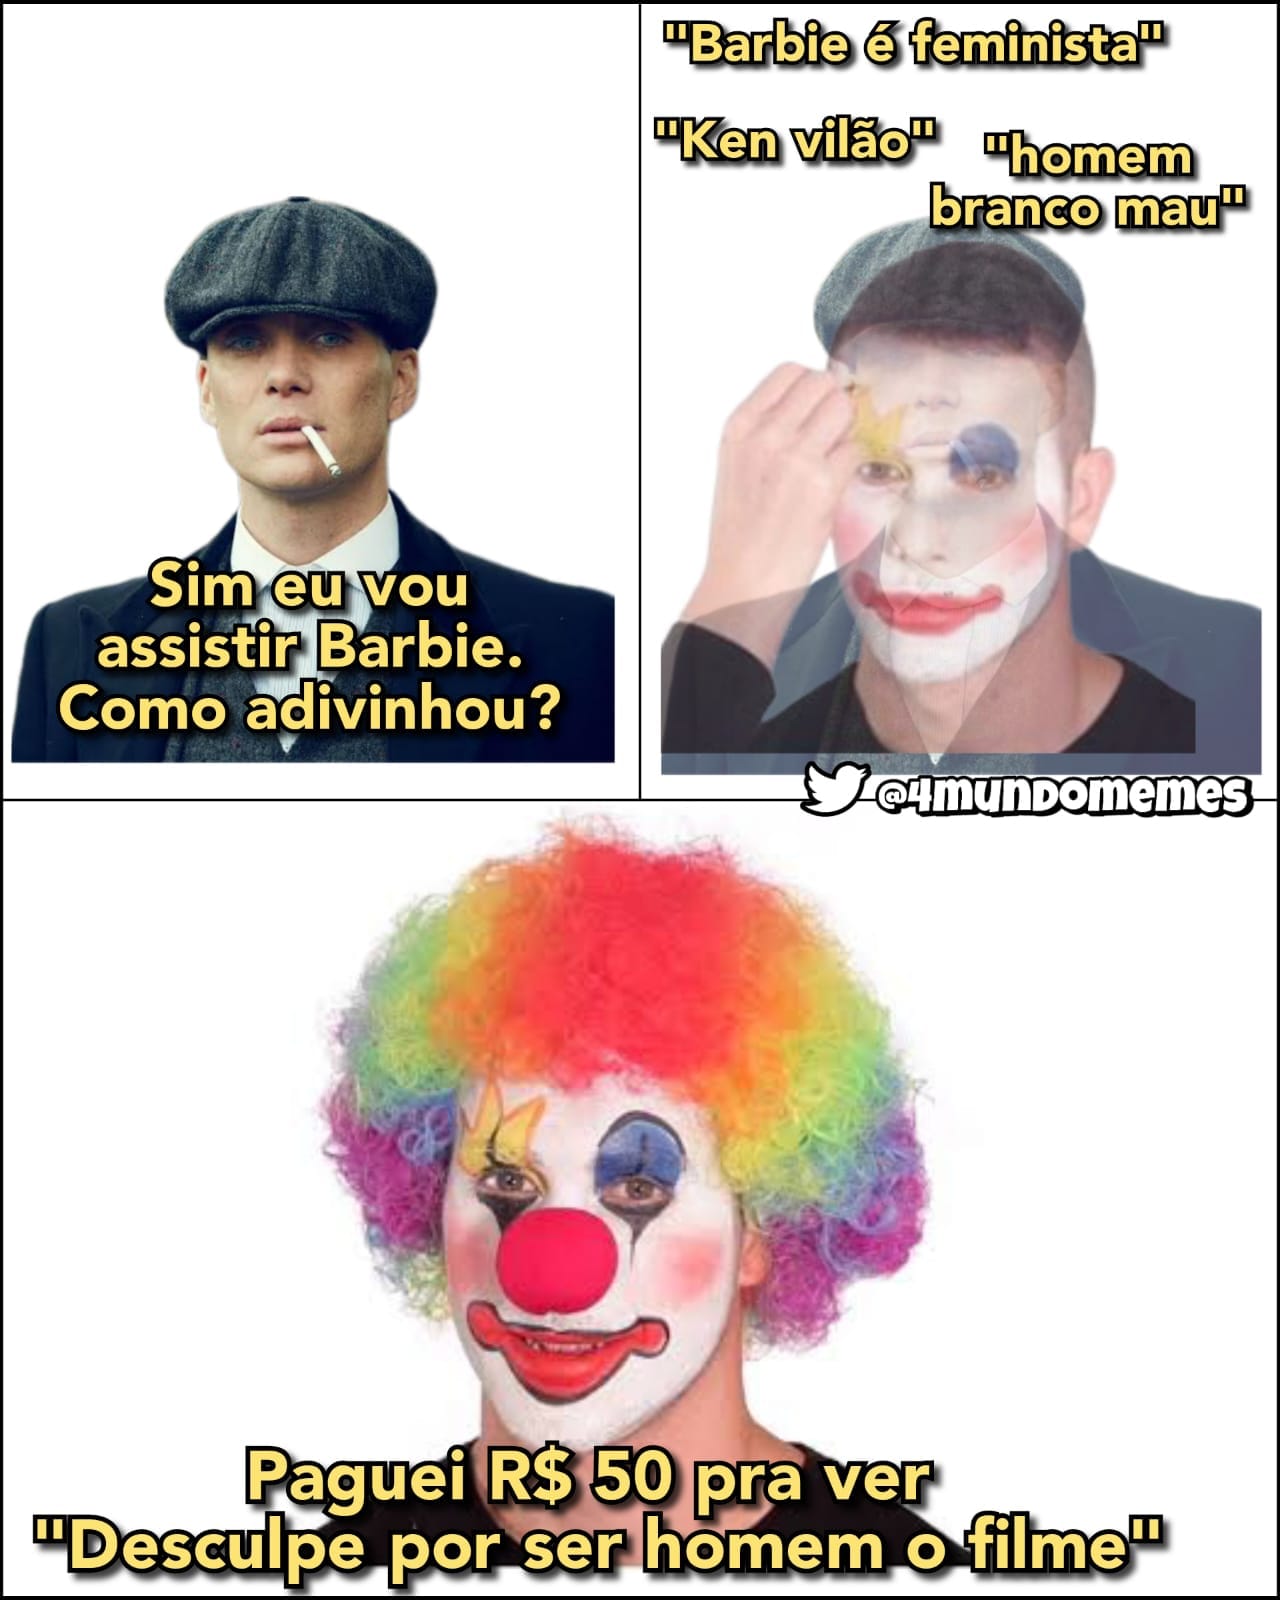 Sim eu vou
assistir Barbie.
Como adivinhou?
"Barbie é feminista"
"Ken vilão"
"homem
branco mau"
@4mundomemes
Paguei R$ 50 pra ver
"Desculpe por ser homem o filme"